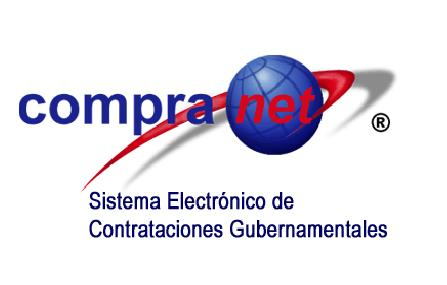 compranet
®
Sistema Electrónico de
Contrataciones Gubernamentales